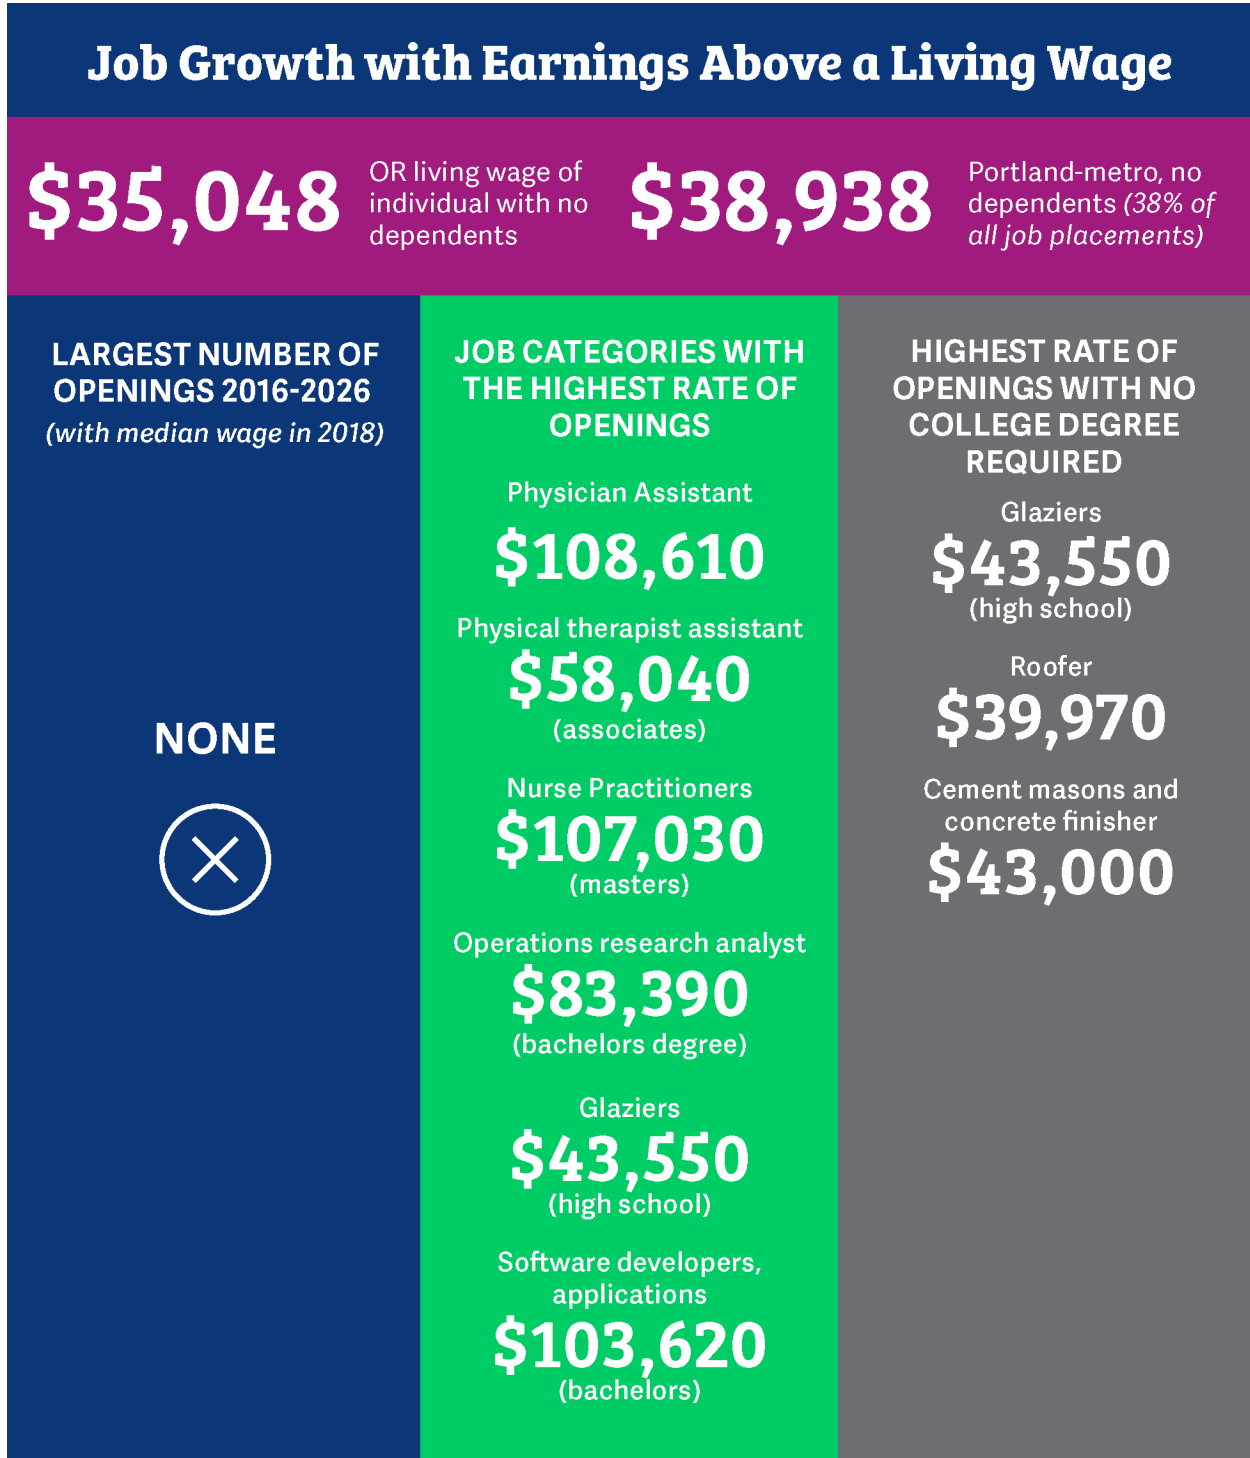 Job Growth with Earnings Above a Living Wage
$35,048
OR living wage of
individual with no
dependents
$38,938
Portland-metro, no
dependents (38% of
all job placements)
LARGEST NUMBER OF
OPENINGS 2016-2026
(with median wage in 2018)
NONE
JOB CATEGORIES WITH
THE HIGHEST RATE OF
OPENINGS
Physician Assistant
$108,610
Physical therapist assistant
$58,040
(associates)
Nurse Practitioners
$107,030
(masters)
Operations research analyst
$83,390
(bachelors degree)
Glaziers
$43,550
(high school)
Software developers,
applications
$103,620
(bachelors)
HIGHEST RATE OF
OPENINGS WITH NO
COLLEGE DEGREE
REQUIRED
Glaziers
$43,550
(high school)
Roofer
$39,970
Cement masons and
concrete finisher
$43,000